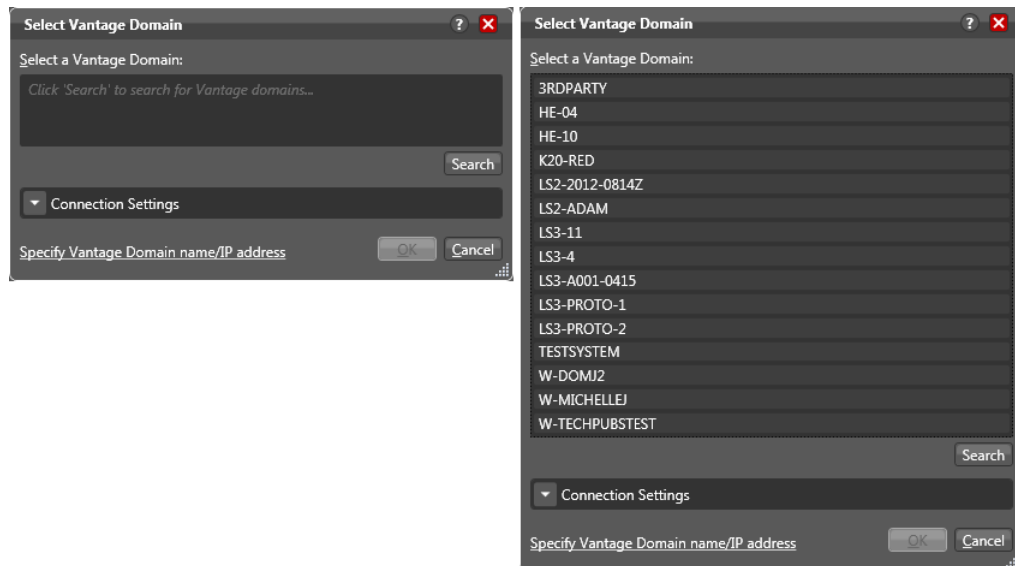 Select Vantage Domain
?
Select a Vantage Domain:
Click 'Search' to search for Vantage domains...
Search
Connection Settings
Specify Vantage Domain name/IP address
OK
Cancel
Select Vantage Domain
?
Select a Vantage Domain:
3RDPARTY
HE-04
HE-10
K20-RED
LS2-2012-0814Z
LS2-ADAM
LS3-11
LS3-4
LS3-A001-0415
LS3-PROTO-1
LS3-PROTO-2
TESTSYSTEM
W-DOMJ2
W-MICHELLEJ
W-TECHPUBSTEST
Search
Connection Settings
Specify Vantage Domain name/IP address
OK
Cancel